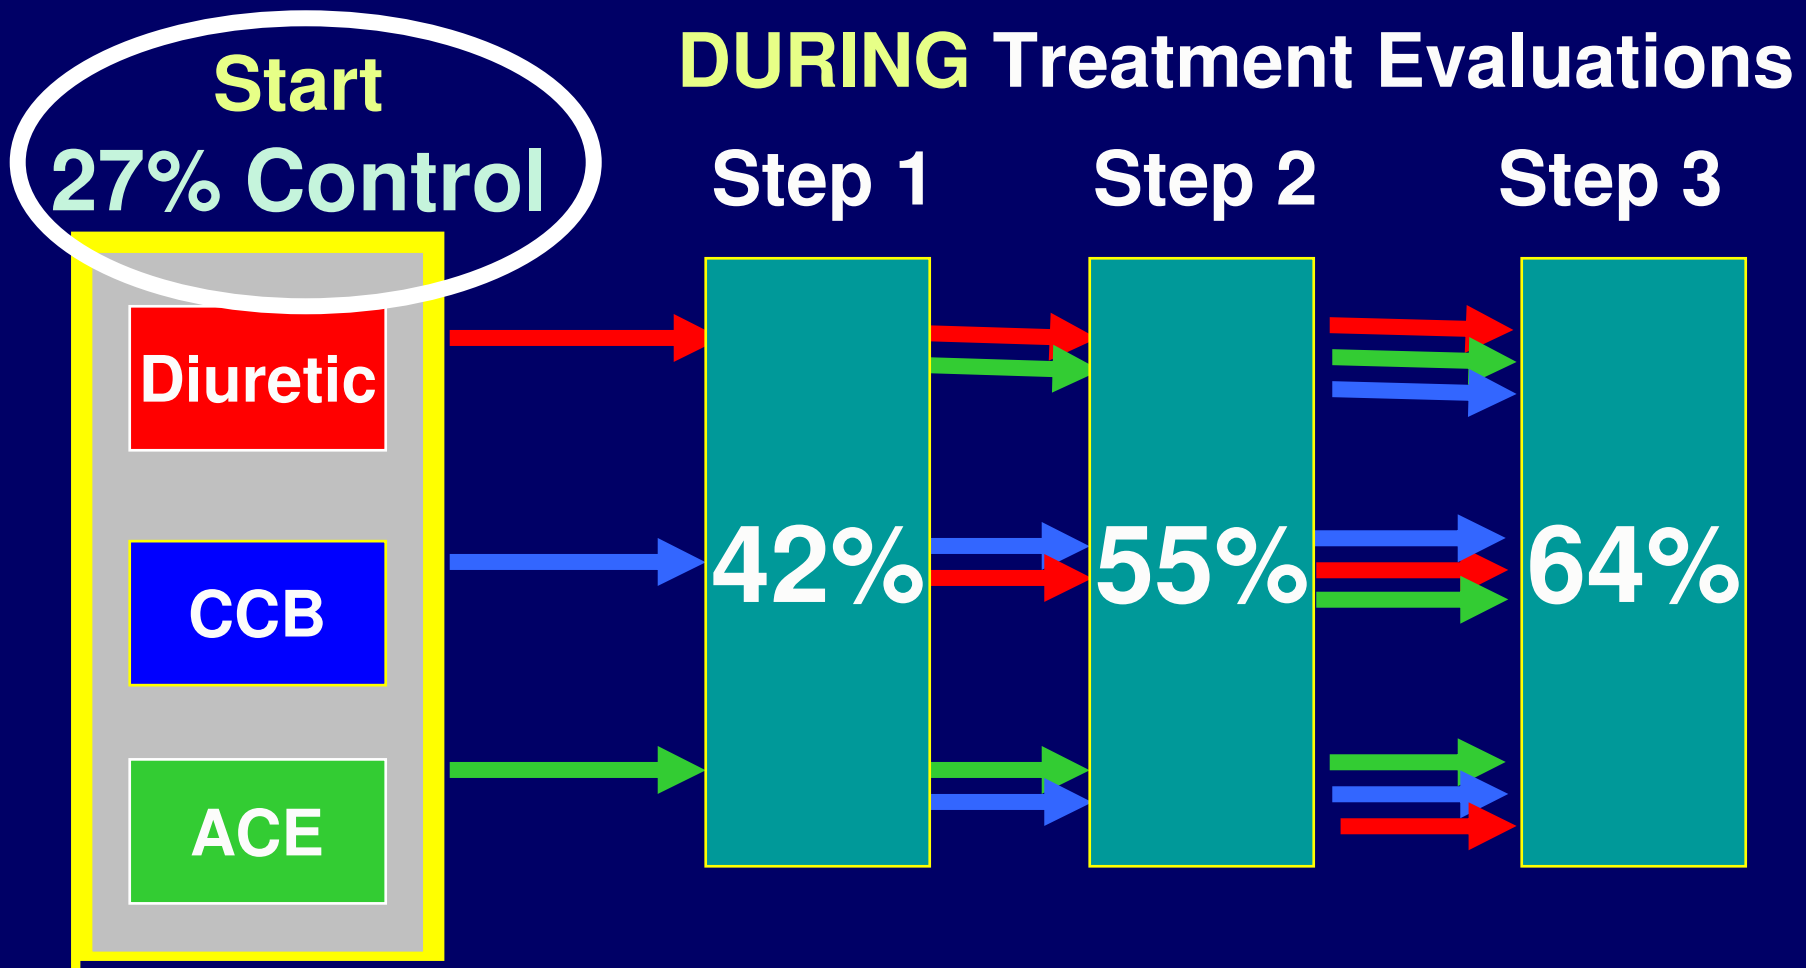 Start
27% Control
DURING Treatment Evaluations
Step 1
Step 2
Step 3
Diuretic
CCB
ACE
42%
55%
64%